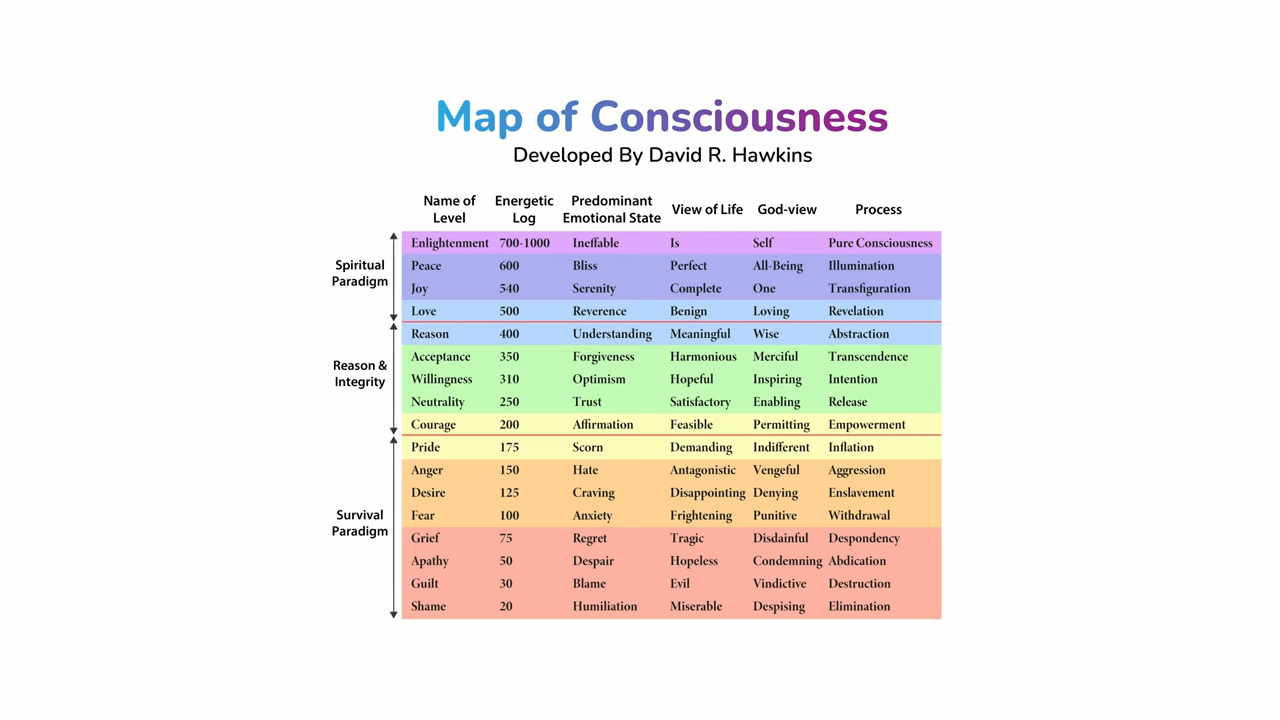 Map of Consciousness
Developed By David R. Hawkins
Name of Level Energetic Log Predominant Emotional State View of Life God-view Process
Spiritual Paradigm
Enlightenment 700-1000 Ineffable Is Self Pure Consciousness
Peace 600 Bliss Perfect All-Being Illumination
Joy 540 Serenity Complete One Transfiguration
Love 500 Reverence Benign Loving Revelation
Reason & Integrity
Reason 400 Understanding Meaningful Wise Abstraction
Acceptance 350 Forgiveness Harmonious Merciful Transcendence
Willingness 310 Optimism Hopeful Inspiring Intention
Neutrality 250 Trust Satisfactory Enabling Release
Courage 200 Affirmation Feasible Permitting Empowerment
Survival Paradigm
Pride 175 Scorn Demanding Indifferent Inflation
Anger 150 Hate Antagonistic Vengeful Aggression
Desire 125 Craving Disappointing Denying Enslavement
Fear 100 Anxiety Frightening Punitive Withdrawal
Grief 75 Regret Tragic Disdainful Despondency
Apathy 50 Despair Hopeless Condemning Abdication
Guilt 30 Blame Evil Vindictive Destruction
Shame 20 Humiliation Miserable Despising Elimination